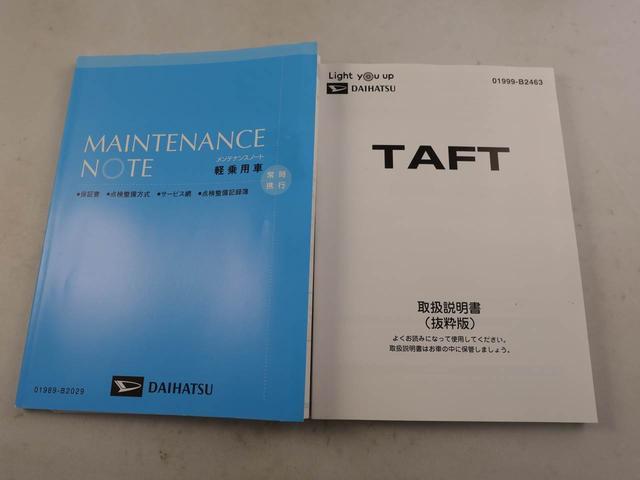 MAINTENANCE
NOTE
メンテナンスノート
軽乗用車
常時
携行
●保証書 ●点検整備方式 ●サービス網 ●点検整備記録簿
01989-B2029
DAIHATSU
Light you up
DAIHATSU
01999-B2463
TAFT
取扱説明書
（抜粋版）
よくお読みになって使用してください。
取扱説明書はお車の中に保管しましょう。